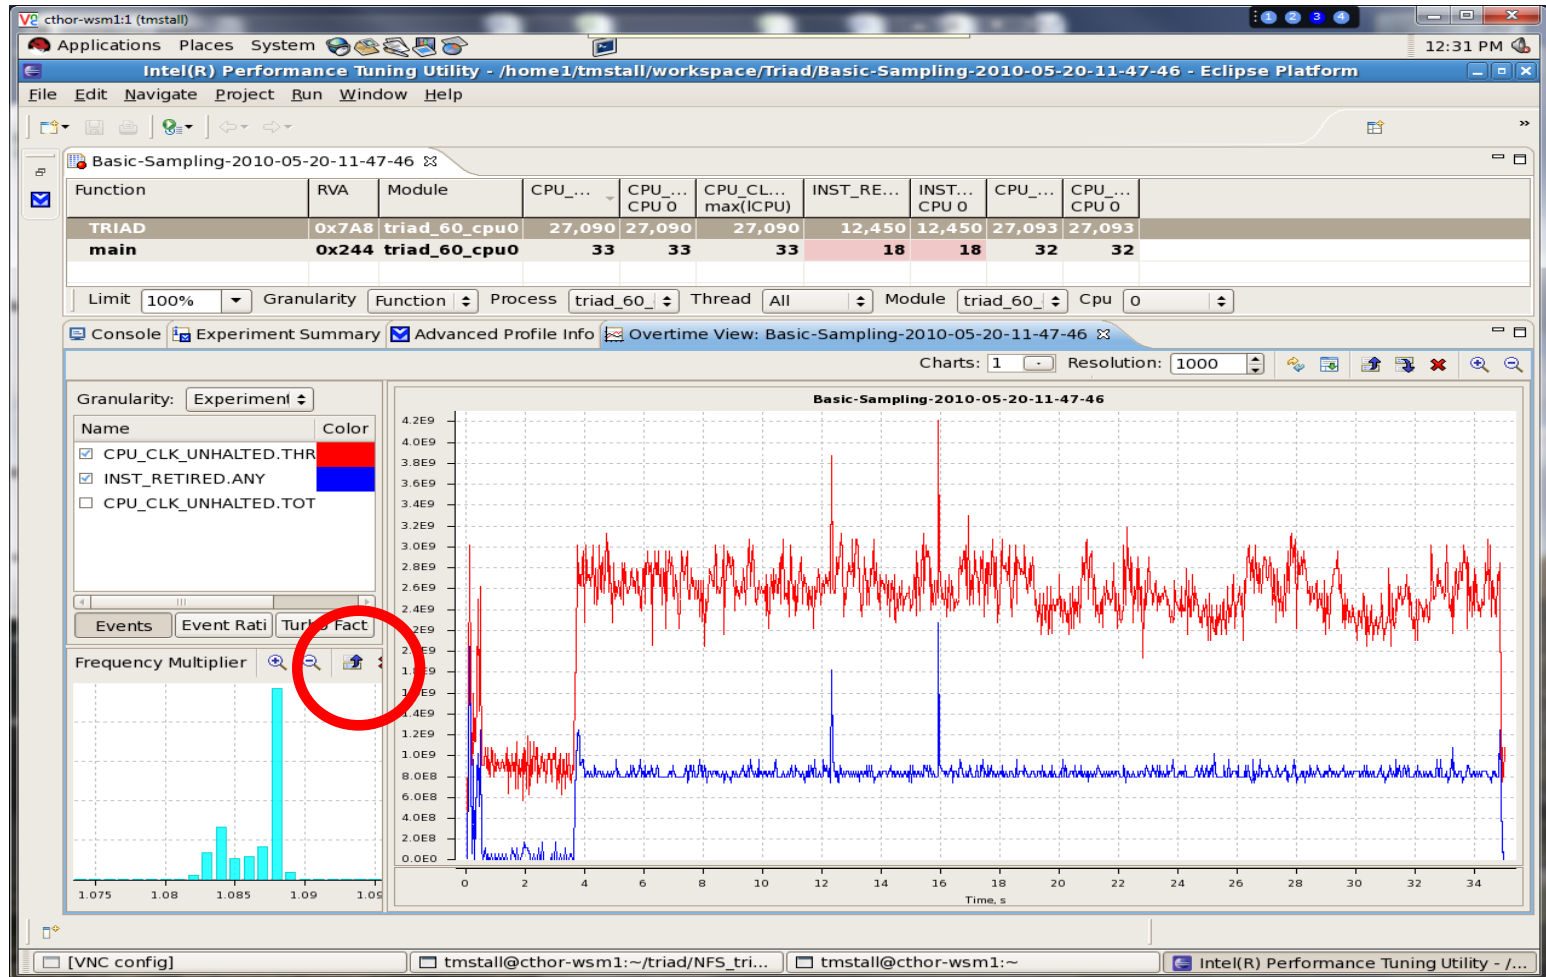 cthor-wsm1:1 (tmstall)
1 2 3 4
Applications Places System
12:31 PM
Intel(R) Performance Tuning Utility - /home1/tmstall/workspace/Triad/Basic-Sampling-2010-05-20-11-47-46 - Eclipse Platform
File Edit Navigate Project Run Window Help
Basic-Sampling-2010-05-20-11-47-46
Function RVA Module CPU_... CPU_... CPU_CL... INST_RE... INST... CPU_... CPU_...
CPU 0 max(ICPU) CPU 0 CPU 0
TRIAD 0x7A8 triad_60_cpu0 27,090 27,090 27,090 12,450 12,450 27,093 27,093
main 0x244 triad_60_cpu0 33 33 33 18 18 32 32
Limit 100% Granularity Function Process triad_60_ Thread All Module triad_60_ Cpu 0
Console Experiment Summary Advanced Profile Info Overtime View: Basic-Sampling-2010-05-20-11-47-46
Charts: 1 Resolution: 1000
Granularity: Experiment
Name Color
CPU_CLK_UNHALTED.THR
INST_RETIRED.ANY
CPU_CLK_UNHALTED.TOT
Events Event Rati Turbo Fact
Frequency Multiplier
1.075 1.08 1.085 1.09 1.09
Basic-Sampling-2010-05-20-11-47-46
4.2E9
4.0E9
3.8E9
3.6E9
3.4E9
3.2E9
3.0E9
2.8E9
2.6E9
2.4E9
1.2E9
1.0E9
8.0E8
6.0E8
4.0E8
2.0E8
0.0E0
0 2 4 6 8 10 12 14 16 18 20 22 24 26 28 30 32 34
Time, s
[VNC config] tmstall@cthor-wsm1:~/triad/NFS_tri... tmstall@cthor-wsm1:~ Intel(R) Performance Tuning Utility - /...